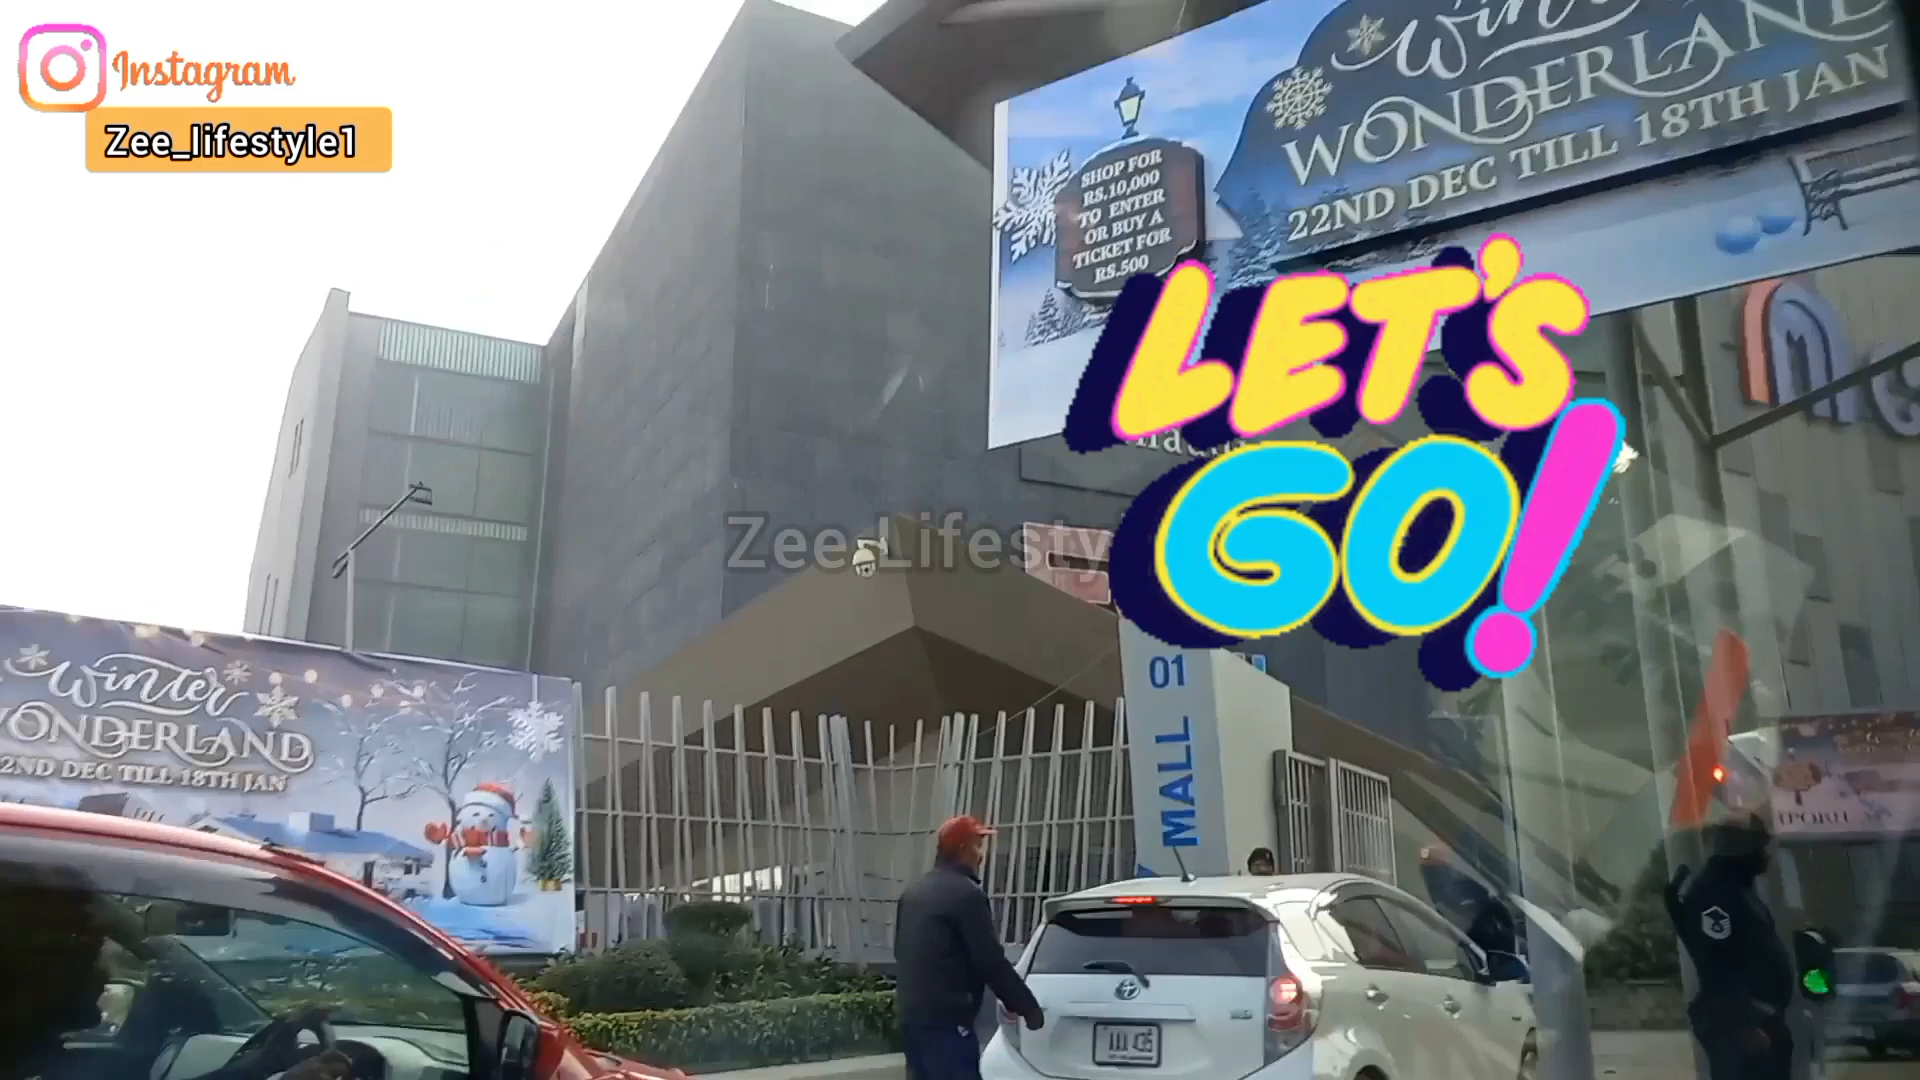 Instagram
Zee_lifestyle1
WONDERLAND
22ND DEC TILL 18TH JAN
SHOP FOR
RS.10,000
TO ENTER
OR BUY A
TICKET FOR
RS.500
LET'S
GO!
Zee Lifesty
01
MALL
Winter
WONDERLAND
22ND DEC TILL 18TH JAN